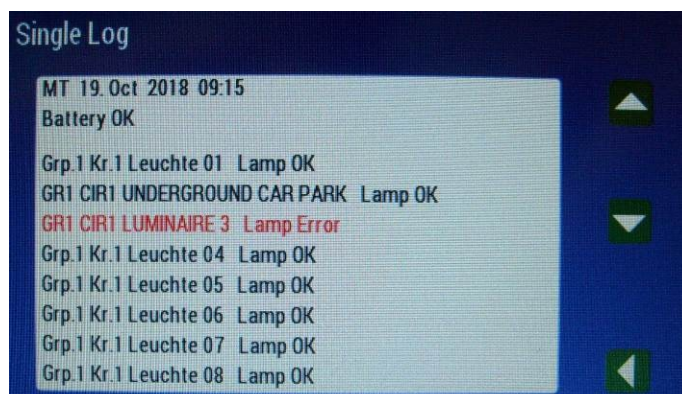 Single Log
MT 19. Oct 2018 09:15
Battery OK
Grp.1 Kr.1 Leuchte 01 Lamp OK
GR1 CIR1 UNDERGROUND CAR PARK Lamp OK
GR1 CIR1 LUMINAIRE 3 Lamp Error
Grp.1 Kr.1 Leuchte 04 Lamp OK
Grp.1 Kr.1 Leuchte 05 Lamp OK
Grp.1 Kr.1 Leuchte 06 Lamp OK
Grp.1 Kr.1 Leuchte 07 Lamp OK
Grp.1 Kr.1 Leuchte 08 Lamp OK